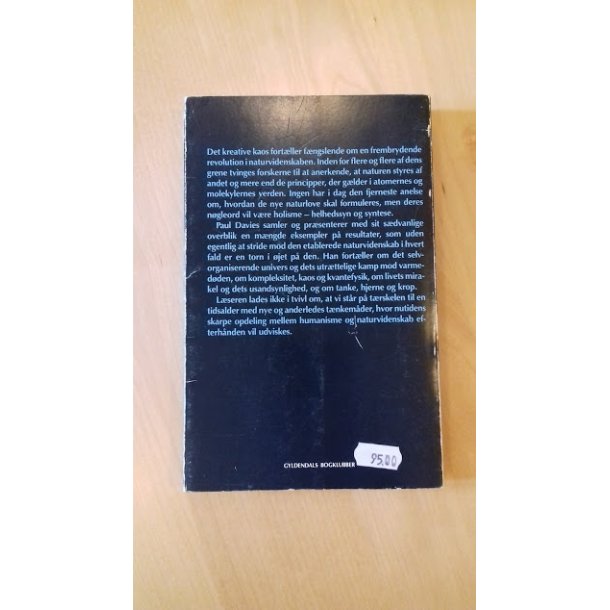 Det kreative kaos fortæller fængslende om en frembrydende
revolution i naturvidenskaben. Inden for flere og flere af dens
grene tvinges forskerne til at anerkende, at naturen styres af
andet og mere end de principper, der gælder i atomernes og
molekylernes verden. Ingen har i dag den fjerneste anelse
om, hvordan de nye naturlove skal formuleres, men deres
nøgleord vil være holisme – helhedssyn og syntese.
Paul Davies samler og præsenterer med sit sædvanlige
overblik en mængde eksempler på resultater, som uden
egentlig at stride mod den etablerede naturvidenskab i hvert
fald er en torn i øjet på den. Han fortæller om det selv-
organiserende univers og dets utrættelige kamp mod varme-
døden, om kompleksitet, kaos og kvantefysik, om livets mira-
kel og dets usandsynlighed, og om tanke, hjerne og krop.
Læseren lades ikke i tvivl om, at vi står på tærskelen til en
tidsalder med nye og anderledes tænkemåder, hvor nutidens
skarpe opdeling mellem humanisme og naturvidenskab ef-
terhånden vil udviskes.
GYLDENDALS BOGKLUBBER
95.00